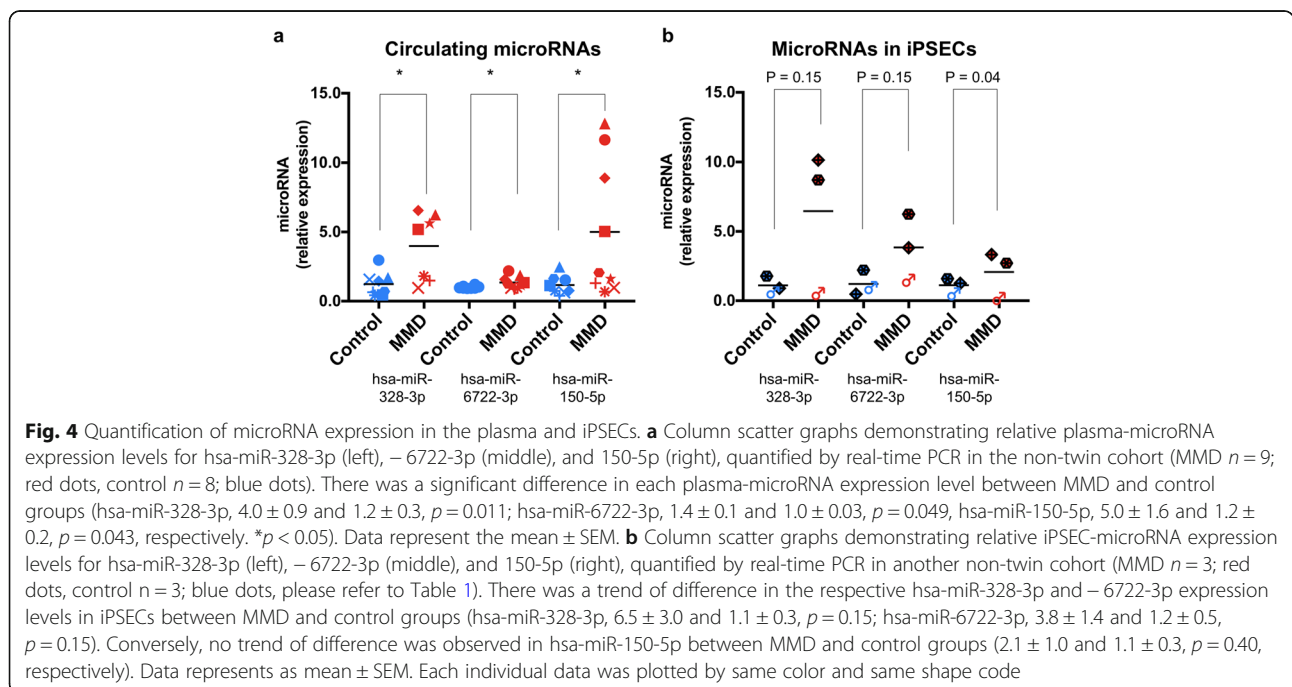 a
Circulating microRNAs
* * *
15.0
10.0
5.0
0.0
microRNA
(relative expression)
Control MMD Control MMD Control MMD
hsa-miR-
328-3p
hsa-miR-
6722-3p
hsa-miR-
150-5p
b
MicroRNAs in iPSECs
P = 0.15 P = 0.15 P = 0.04
15.0
10.0
5.0
0.0
microRNA
(relative expression)
Control MMD Control MMD Control MMD
hsa-miR-
328-3p
hsa-miR-
6722-3p
hsa-miR-
150-5p
Fig. 4 Quantification of microRNA expression in the plasma and iPSECs. a Column scatter graphs demonstrating relative plasma-microRNA
expression levels for hsa-miR-328-3p (left), − 6722-3p (middle), and 150-5p (right), quantified by real-time PCR in the non-twin cohort (MMD n = 9;
red dots, control n = 8; blue dots). There was a significant difference in each plasma-microRNA expression level between MMD and control
groups (hsa-miR-328-3p, 4.0 ± 0.9 and 1.2 ± 0.3, p = 0.011; hsa-miR-6722-3p, 1.4 ± 0.1 and 1.0 ± 0.03, p = 0.049, hsa-miR-150-5p, 5.0 ± 1.6 and 1.2 ±
0.2, p = 0.043, respectively. *p < 0.05). Data represent the mean ± SEM. b Column scatter graphs demonstrating relative iPSEC-microRNA expression
levels for hsa-miR-328-3p (left), − 6722-3p (middle), and 150-5p (right), quantified by real-time PCR in another non-twin cohort (MMD n = 3; red
dots, control n = 3; blue dots, please refer to Table 1). There was a trend of difference in the respective hsa-miR-328-3p and − 6722-3p expression
levels in iPSECs between MMD and control groups (hsa-miR-328-3p, 6.5 ± 3.0 and 1.1 ± 0.3, p = 0.15; hsa-miR-6722-3p, 3.8 ± 1.4 and 1.2 ± 0.5,
p = 0.15). Conversely, no trend of difference was observed in hsa-miR-150-5p between MMD and control groups (2.1 ± 1.0 and 1.1 ± 0.3, p = 0.40,
respectively). Data represents as mean ± SEM. Each individual data was plotted by same color and same shape code